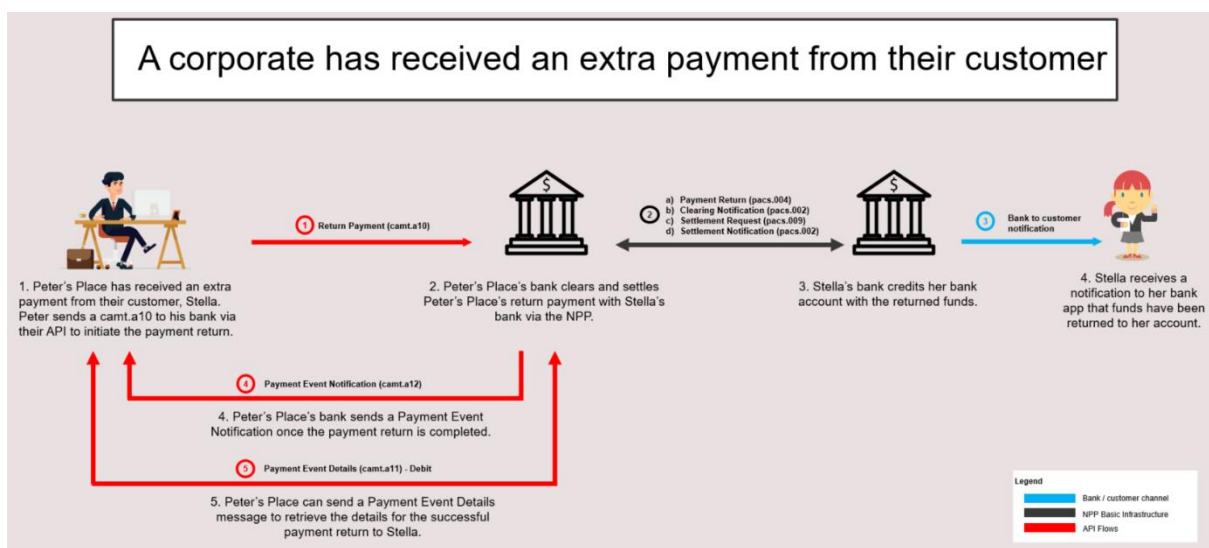 A corporate has received an extra payment from their customer
$
$
1
Return Payment (camt.a10)
2
a) Payment Return (pacs.004)
b) Clearing Notification (pacs.002)
c) Settlement Request (pacs.009)
d) Settlement Notification (pacs.002)
3
Bank to customer
notification
1. Peter's Place has received an extra
payment from their customer, Stella.
Peter sends a camt.a10 to his bank via
their API to initiate the payment return.
2. Peter's Place's bank clears and settles
Peter's Place's return payment with Stella's
bank via the NPP.
3. Stella's bank credits her bank
account with the returned funds.
4. Stella receives a
notification to her bank
app that funds have been
returned to her account.
4
Payment Event Notification (camt.a12)
4. Peter's Place's bank sends a Payment Event
Notification once the payment return is completed.
5
Payment Event Details (camt.a11) - Debit
5. Peter's Place can send a Payment Event Details
message to retrieve the details for the successful
payment return to Stella.
Legend
Bank / customer channel
NPP Basic Infrastructure
API Flows